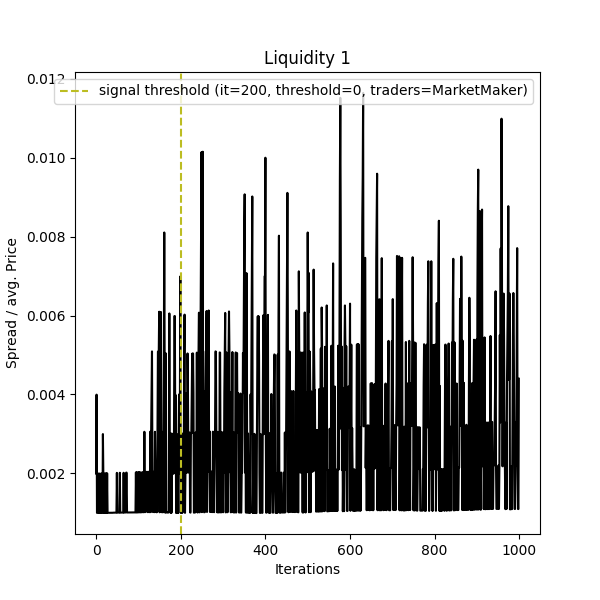 Liquidity 1
signal threshold (it=200, threshold=0, traders=MarketMaker)
Spread / avg. Price
0.012
0.010
0.008
0.006
0.004
0.002
0 200 400 600 800 1000
Iterations